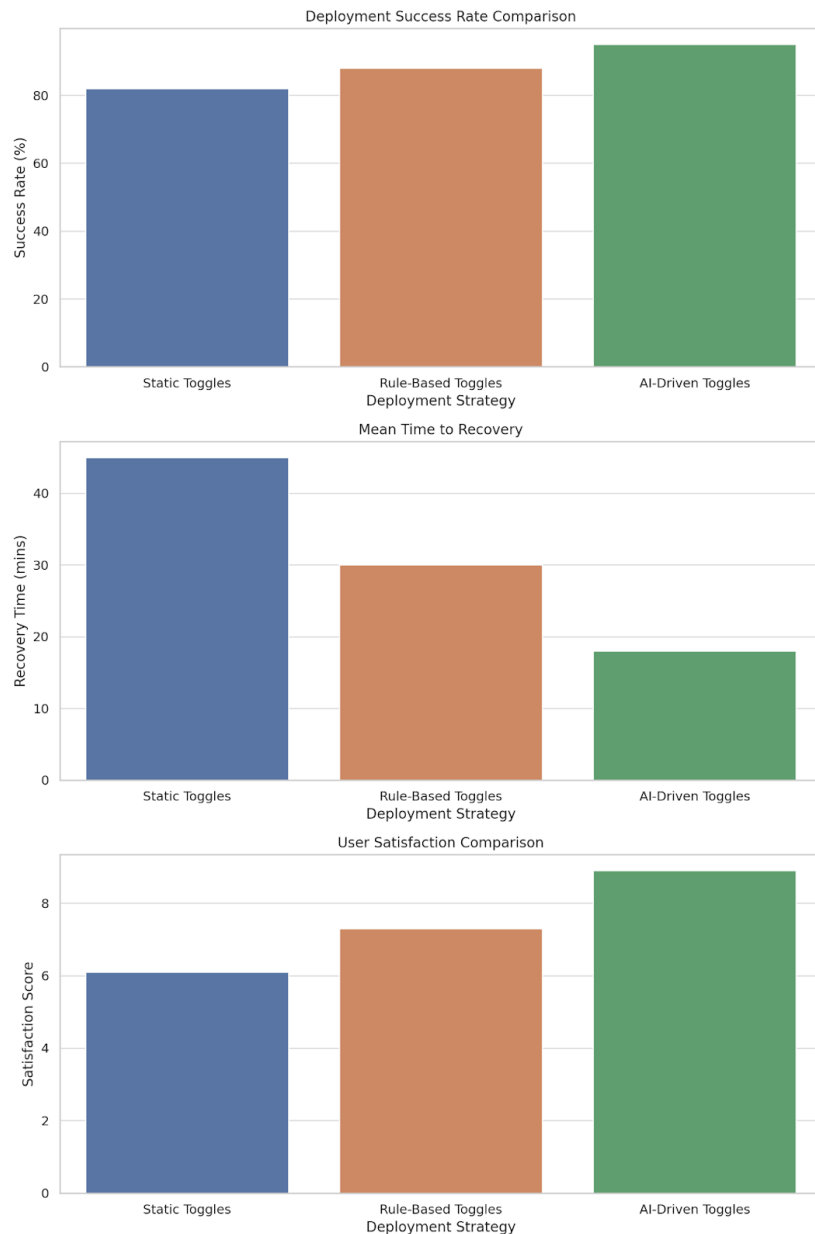 Deployment Success Rate Comparison
Success Rate (%)
80
60
40
20
0
Static Toggles Rule-Based Toggles AI-Driven Toggles
Deployment Strategy
Mean Time to Recovery
Recovery Time (mins)
40
30
20
10
0
Static Toggles Rule-Based Toggles AI-Driven Toggles
Deployment Strategy
User Satisfaction Comparison
Satisfaction Score
8
6
4
2
0
Static Toggles Rule-Based Toggles AI-Driven Toggles
Deployment Strategy